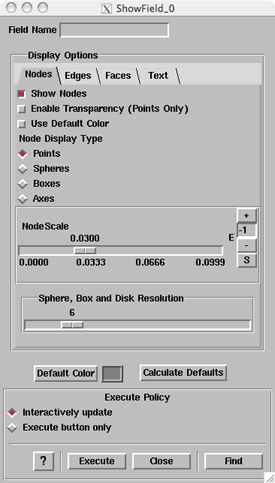 ShowField_0
Field Name
Display Options
Nodes Edges Faces Text
Show Nodes
Enable Transparency (Points Only)
Use Default Color
Node Display Type
Points
Spheres
Boxes
Axes
+
NodeScale
0.0300 E -1
-
0.0000 0.0333 0.0666 0.0999 S
Sphere, Box and Disk Resolution
6
Default Color Calculate Defaults
Execute Policy
Interactively update
Execute button only
? Execute Close Find